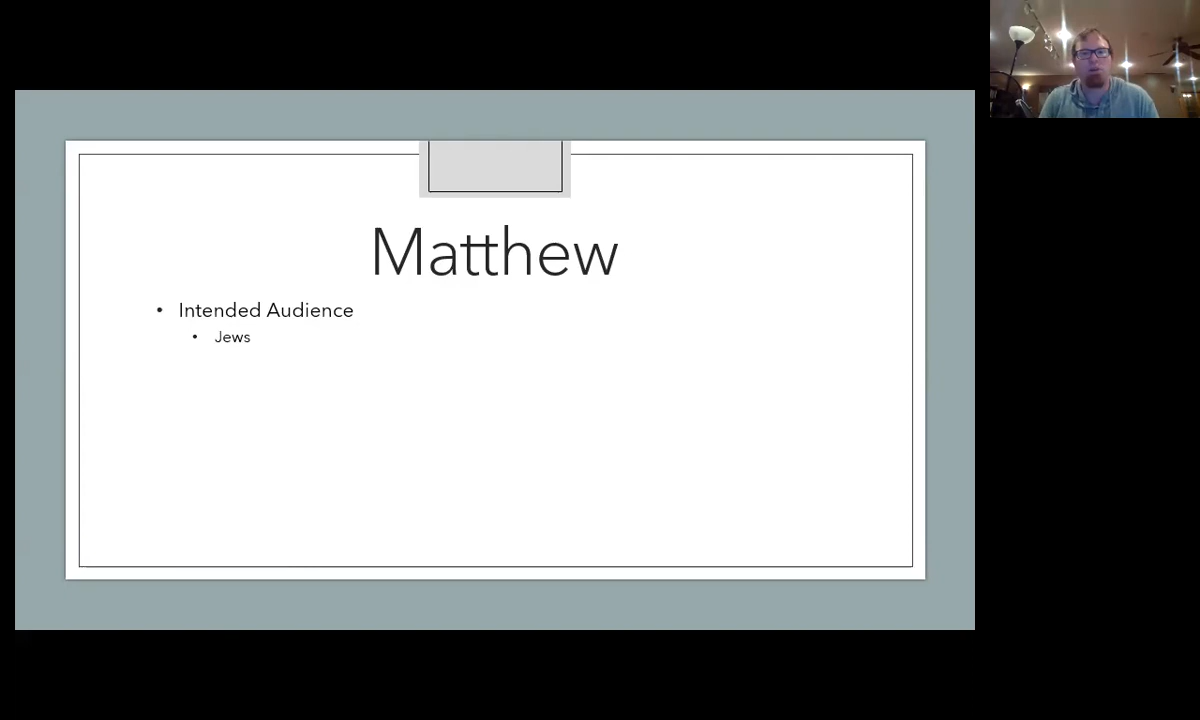 Matthew
• Intended Audience
• Jews